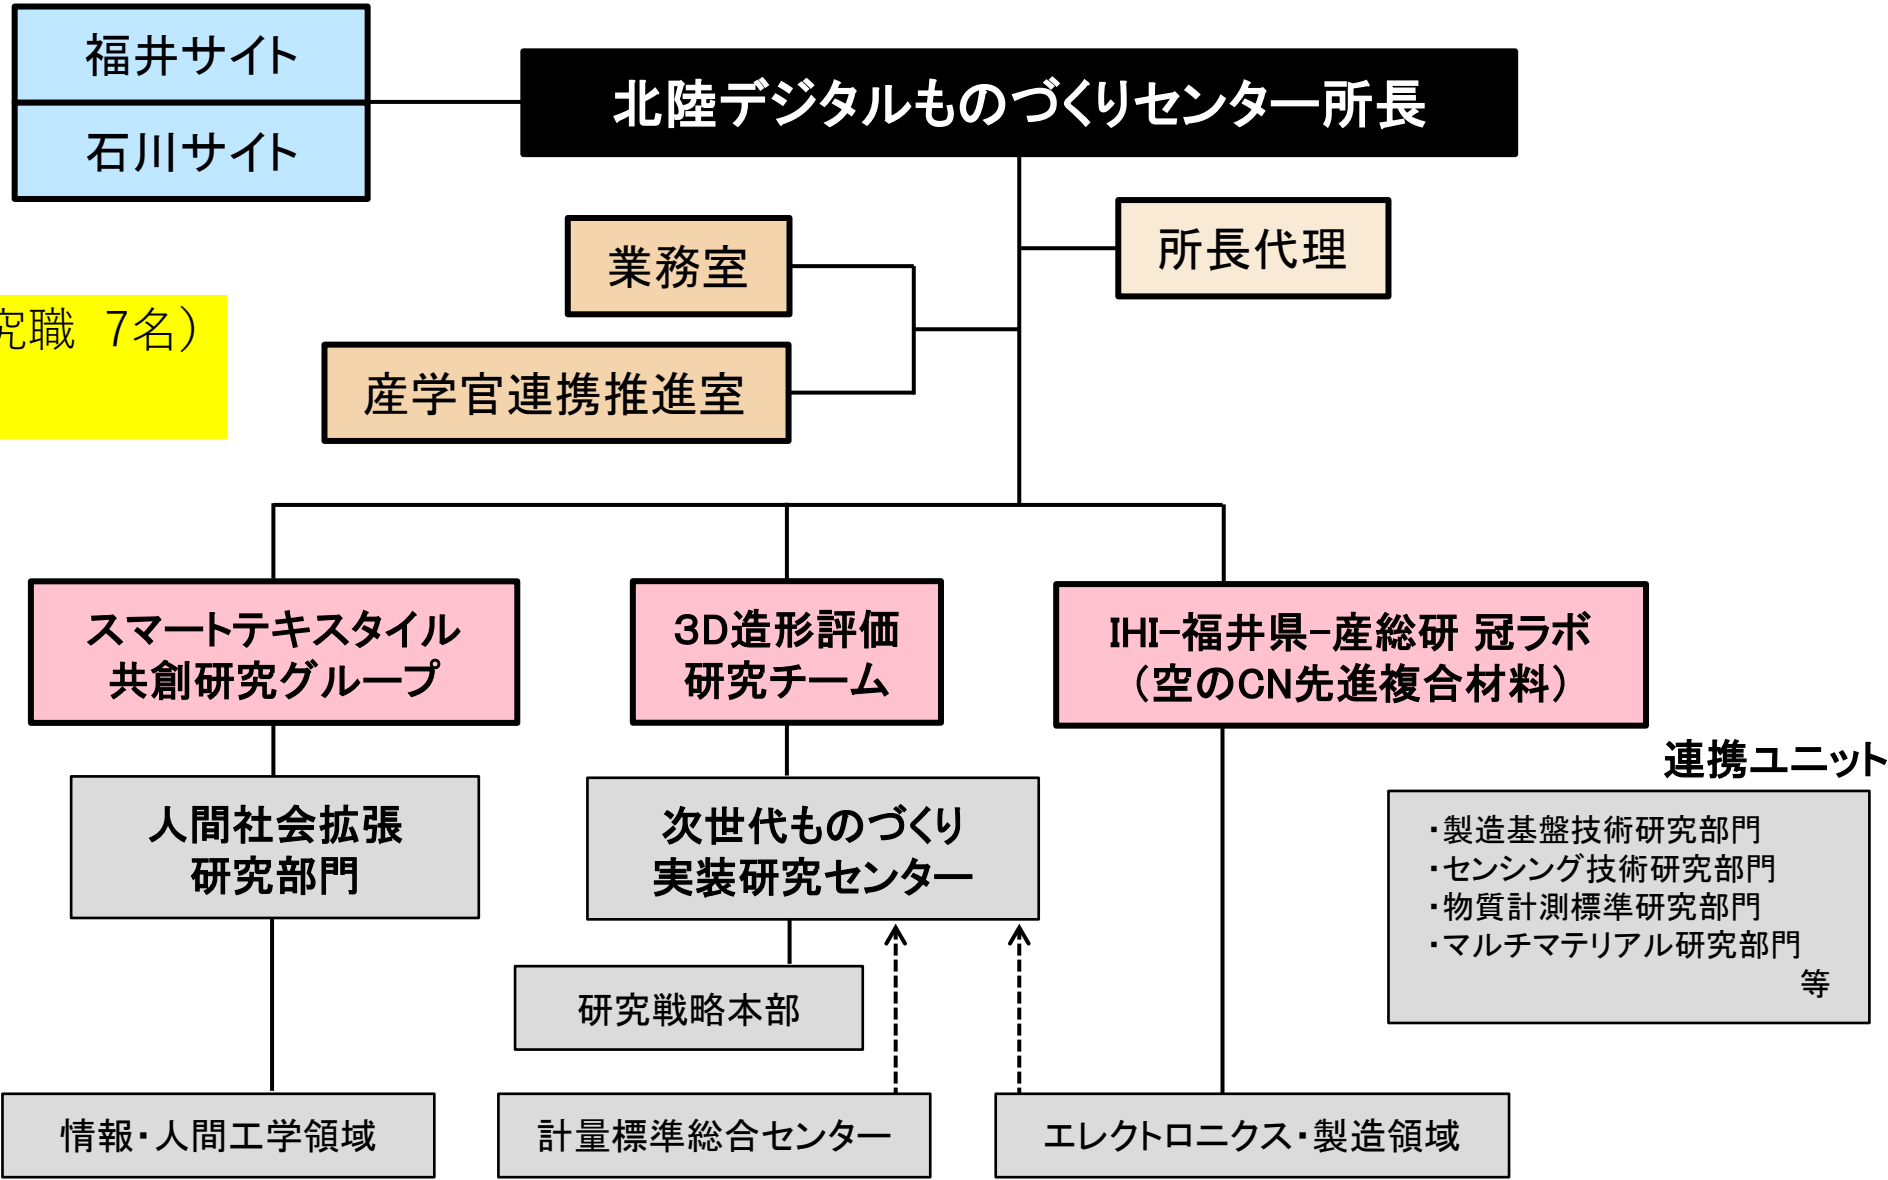 福井サイト
石川サイト
北陸デジタルものづくりセンター所長
所長代理
業務室
産学官連携推進室
究職 7名）
スマートテキスタイル
共創研究グループ
3D造形評価
研究チーム
IHI-福井県-産総研 冠ラボ
（空のCN先進複合材料）
人間社会拡張
研究部門
次世代ものづくり
実装研究センター
連携ユニット
・製造基盤技術研究部門
・センシング技術研究部門
・物質計測標準研究部門
・マルチマテリアル研究部門
等
研究戦略本部
情報・人間工学領域
計量標準総合センター
エレクトロニクス・製造領域